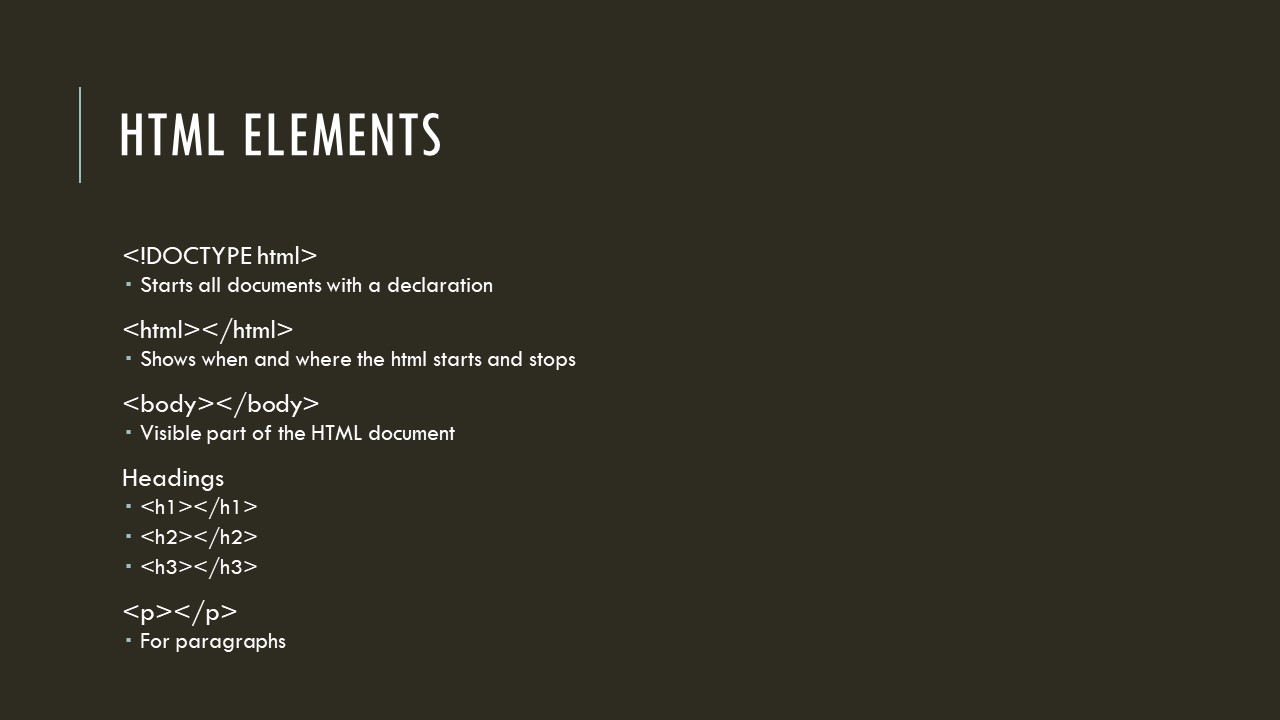 HTML ELEMENTS
<!DOCTYPE html>
▪ Starts all documents with a declaration
<html></html>
▪ Shows when and where the html starts and stops
<body></body>
▪ Visible part of the HTML document
Headings
▪ <h1></h1>
▪ <h2></h2>
▪ <h3></h3>
<p></p>
▪ For paragraphs